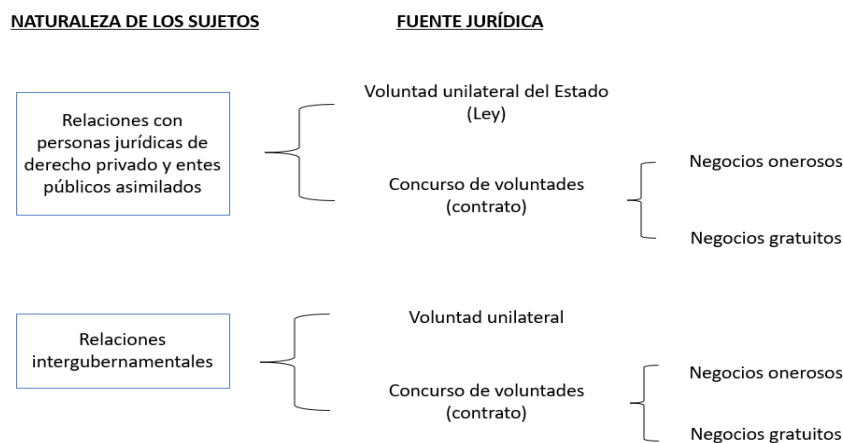 NATURALEZA DE LOS SUJETOS
FUENTE JURÍDICA
Relaciones con
personas jurídicas de
derecho privado y entes
públicos asimilados
Voluntad unilateral del Estado
(Ley)
Concurso de voluntades
(contrato)
Negocios onerosos
Negocios gratuitos
Relaciones
intergubernamentales
Voluntad unilateral
Concurso de voluntades
(contrato)
Negocios onerosos
Negocios gratuitos